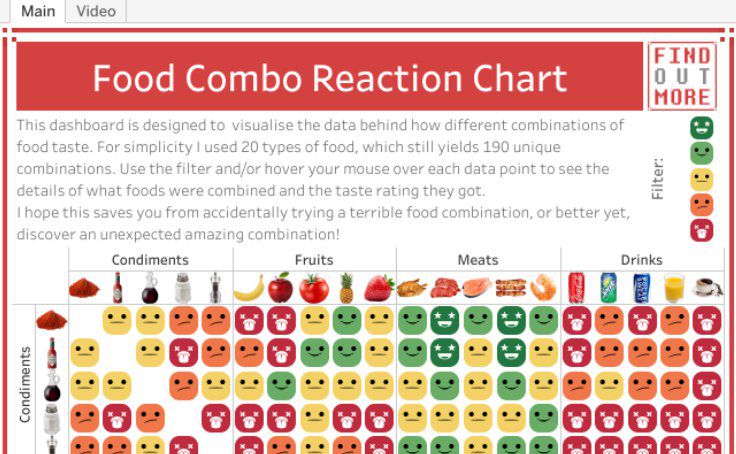 Main Video
Food Combo Reaction Chart
FIND
OUT
MORE
This dashboard is designed to visualise the data behind how different combinations of
food taste. For simplicity I used 20 types of food, which still yields 190 unique
combinations. Use the filter and/or hover your mouse over each data point to see the
details of what foods were combined and the taste rating they got.
I hope this saves you from accidentally trying a terrible food combination, or better yet,
discover an unexpected amazing combination!
Filter:
Condiments Fruits Meats Drinks
Condiments